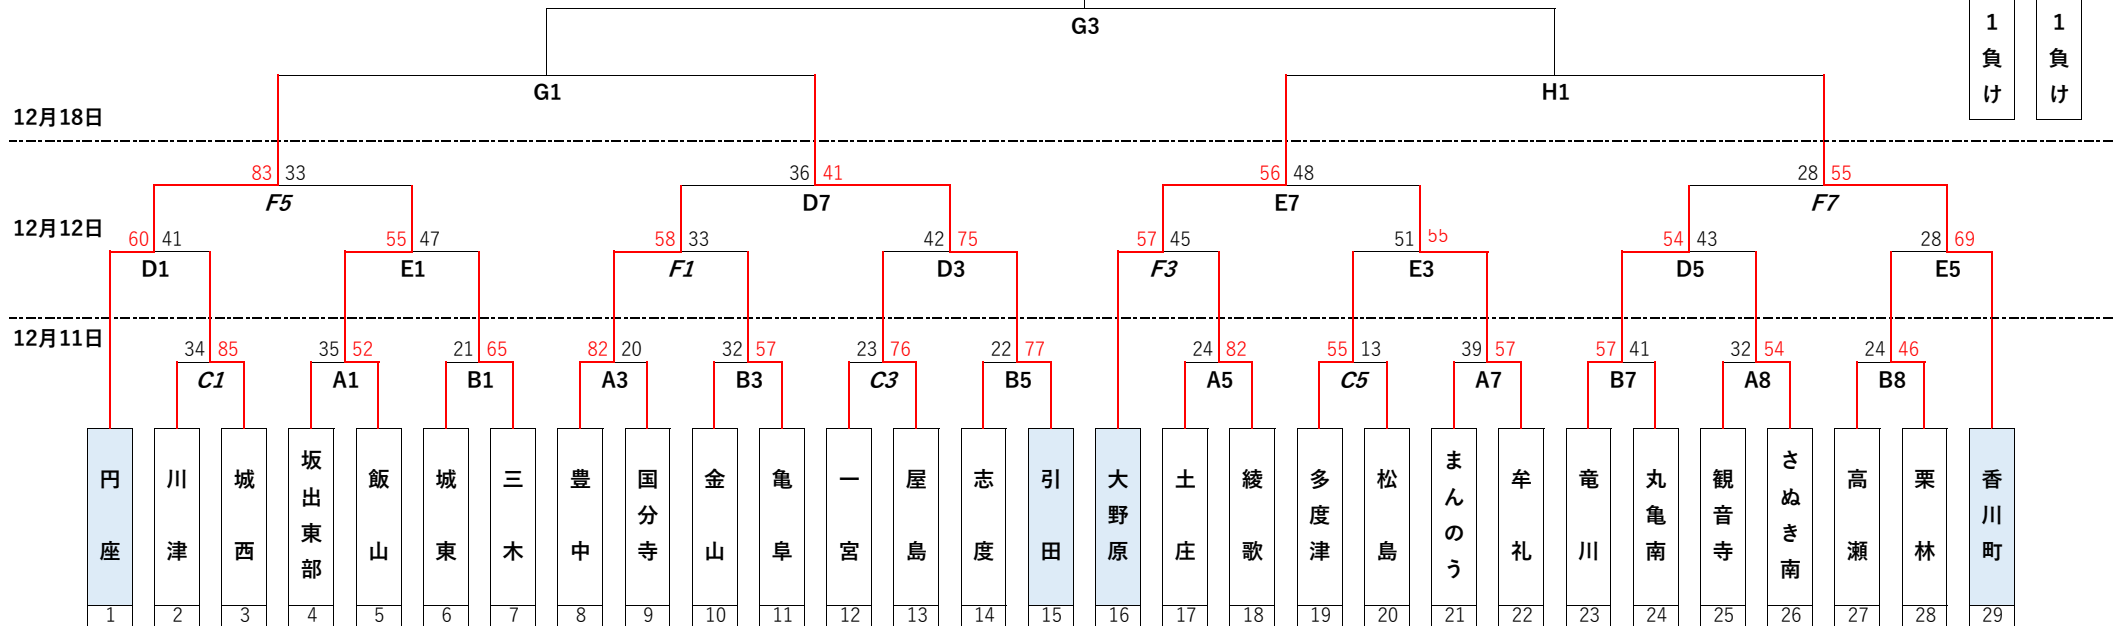 G3
1負け 1負け
G1 H1
12月18日
83 33 36 41 56 48 28 55
F5 D7 E7 F7
12月12日
60 41 55 47 58 33 42 75 57 45 51 55 54 43 28 69
D1 E1 F1 D3 F3 E3 D5 E5
12月11日
34 85 35 52 21 65 82 20 32 57 23 76 22 77 24 82 55 13 39 57 57 41 32 54 24 46
C1 A1 B1 A3 B3 C3 B5 A5 C5 A7 B7 A8 B8
円座 川津 城西 坂出東部 飯山 城東 三木 豊中 国分寺 金山 亀阜 一宮 屋島 志度 引田 大野原 土庄 綾歌 多度津 松島 まんのう 牟礼 竜川 丸亀南 観音寺 さぬき南 高瀬 栗林 香川町
1 2 3 4 5 6 7 8 9 10 11 12 13 14 15 16 17 18 19 20 21 22 23 24 25 26 27 28 29